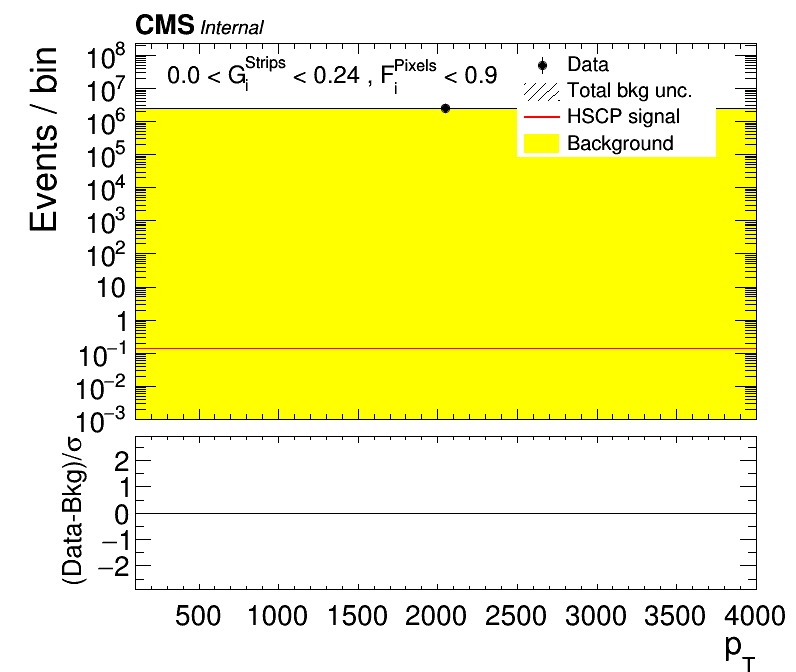 CMS Internal
0.0 < G_i^Strips < 0.24 , F_i^Pixels < 0.9
Data
Total bkg unc.
HSCP signal
Background
Events / bin
10^8
10^7
10^6
10^5
10^4
10^3
10^2
10
1
10^−1
10^−2
10^−3
(Data-Bkg)/σ
2
1
0
−1
−2
500 1000 1500 2000 2500 3000 3500 4000
p_T